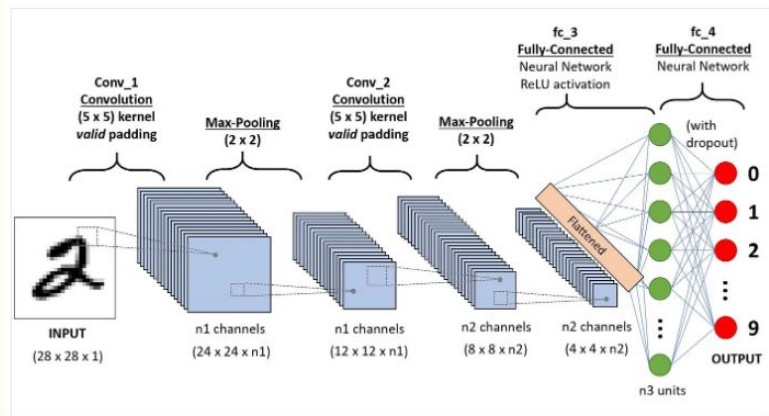 fc_3
Fully-Connected
Neural Network
ReLU activation
fc_4
Fully-Connected
Neural Network
Conv_1
Convolution
(5 x 5) kernel
valid padding
Max-Pooling
(2 x 2)
Conv_2
Convolution
(5 x 5) kernel
valid padding
Max-Pooling
(2 x 2)
(with
dropout)
2
Flattened
0
1
2
9
INPUT
(28 x 28 x 1)
n1 channels
(24 x 24 x n1)
n1 channels
(12 x 12 x n1)
n2 channels
(8 x 8 x n2)
n2 channels
(4 x 4 x n2)
OUTPUT
n3 units